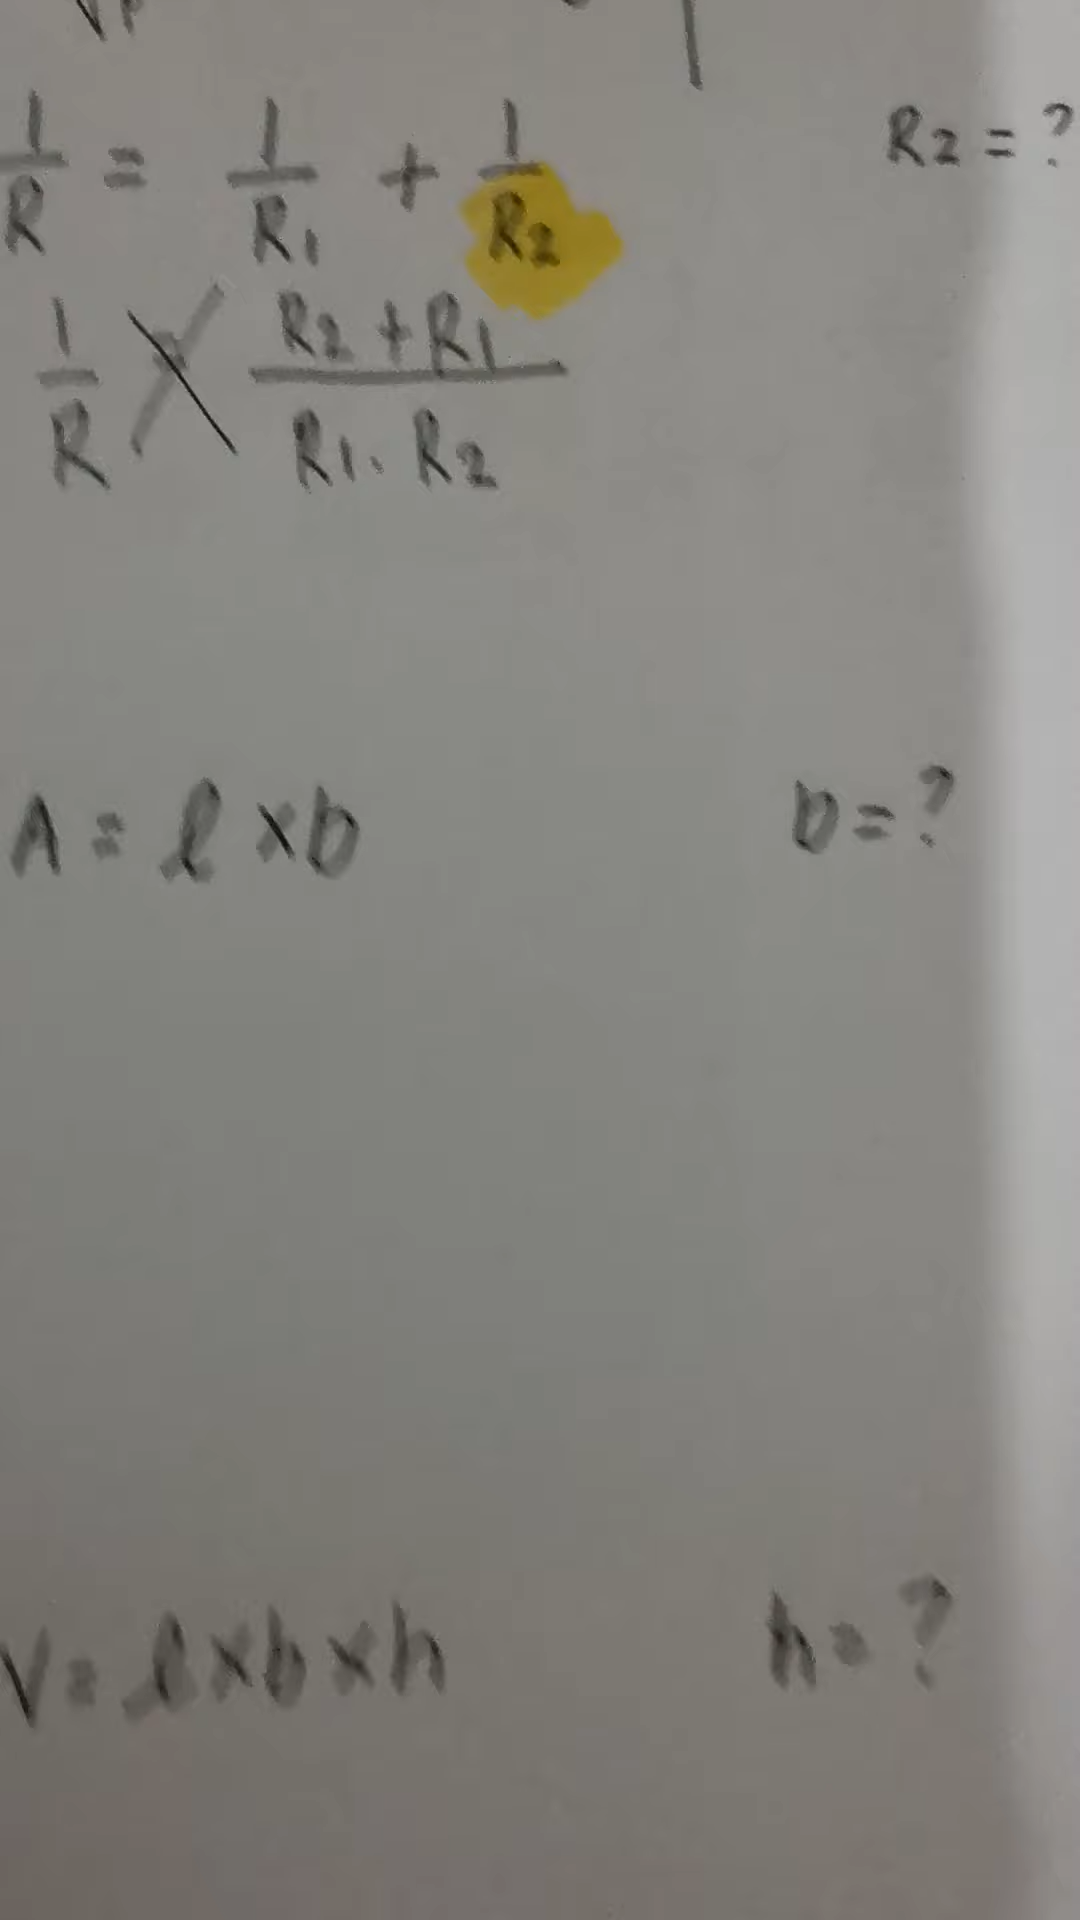 1/R = 1/R1 + 1/R2 R2 = ?
1/R × (R2 + R1)/(R1 . R2)
A = l × b b = ?
V = l × b × h h = ?